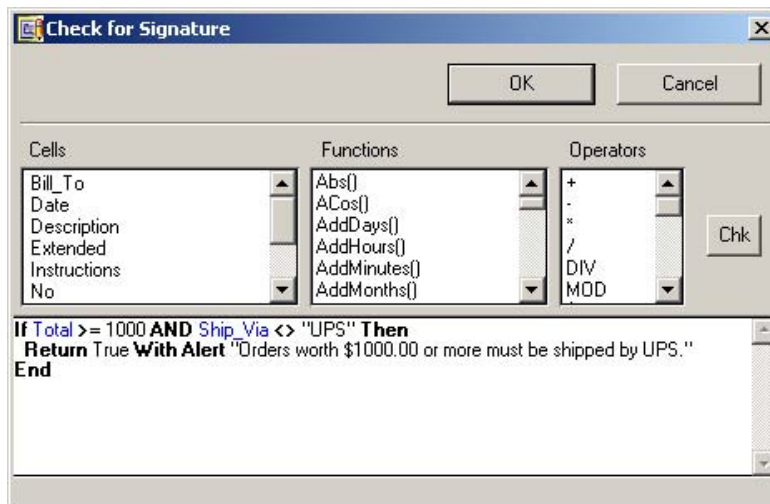 Check for Signature
OK
Cancel
Cells
Functions
Operators
Bill_To
Date
Description
Extended
Instructions
No
Abs()
ACos()
AddDays()
AddHours()
AddMinutes()
AddMonths()
+
-
*
/
DIV
MOD
Chk
If Total >= 1000 AND Ship_Via <> "UPS" Then
Return True With Alert "Orders worth $1000.00 or more must be shipped by UPS."
End